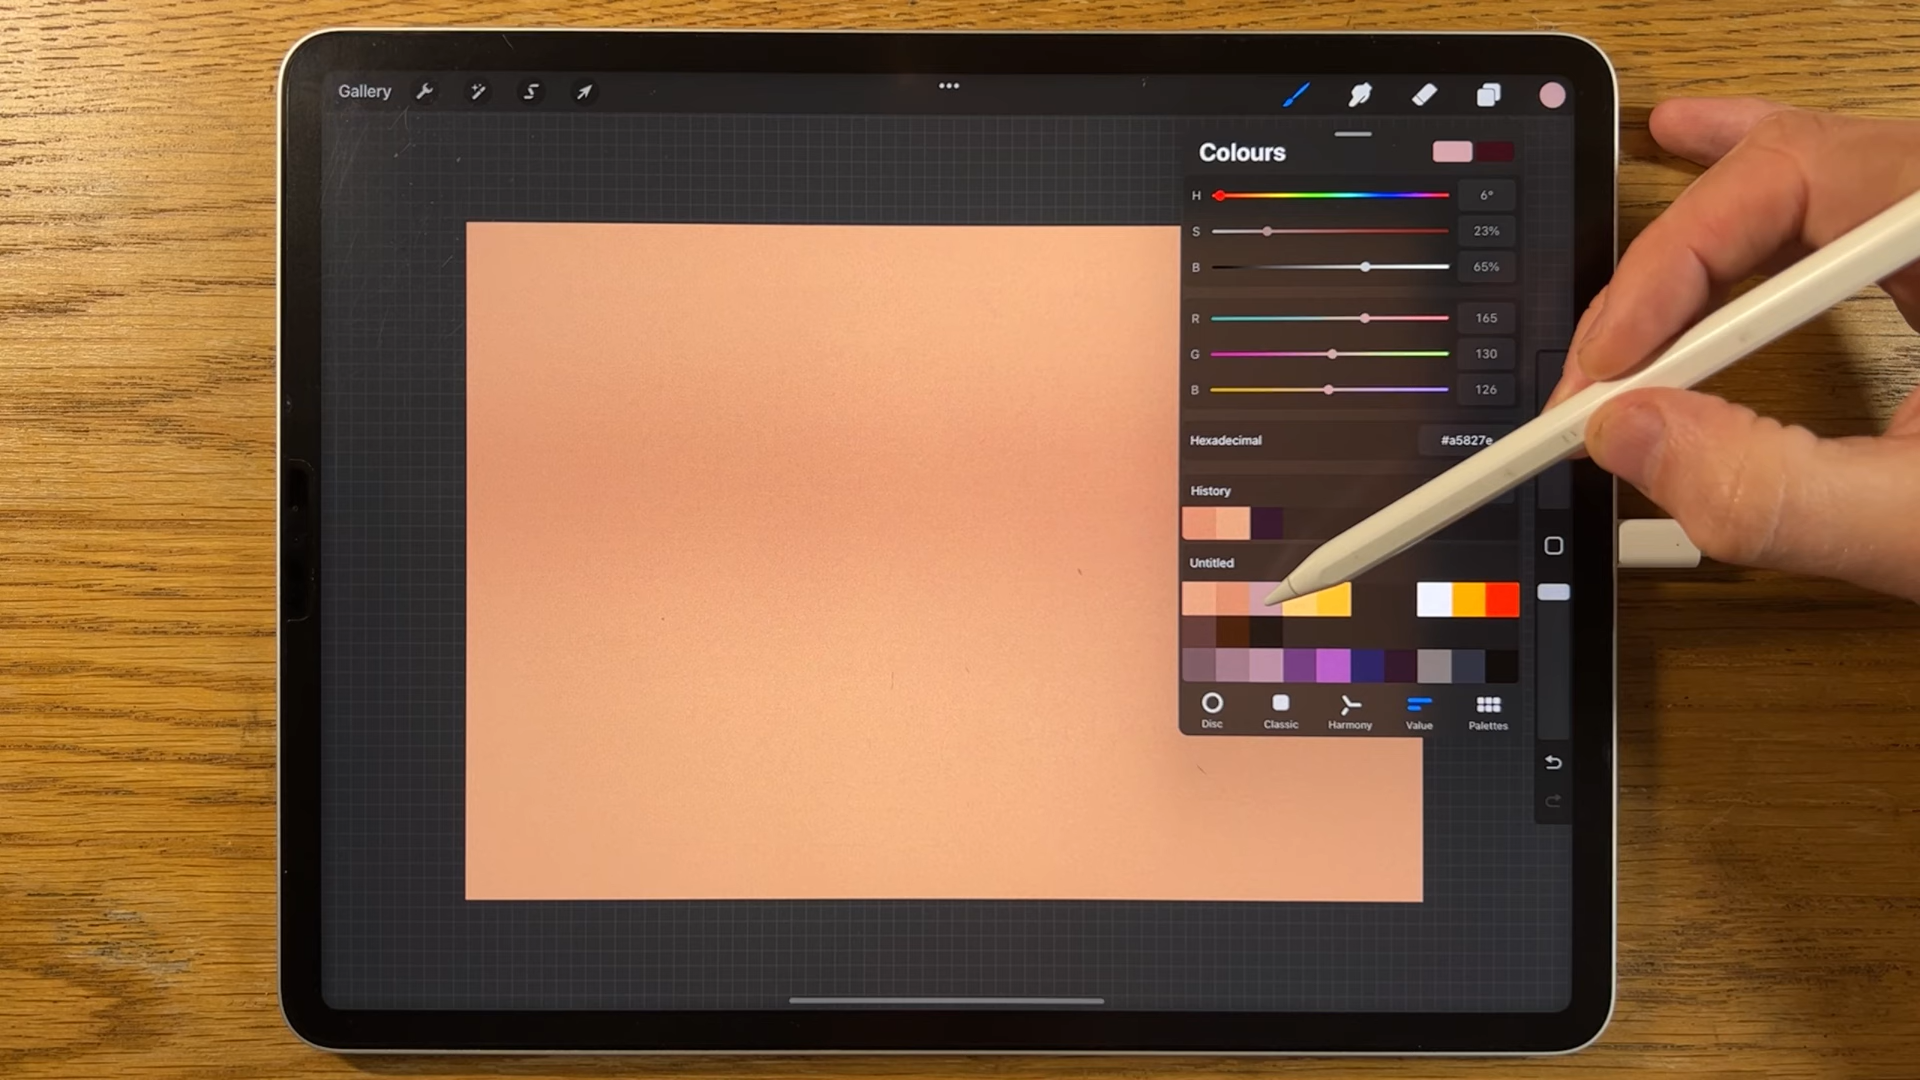 Gallery
Colours
H 6°
S 23%
B 65%
R 165
G 130
B 126
Hexadecimal #a5827e
History
Untitled
Disc Classic Harmony Value Palettes